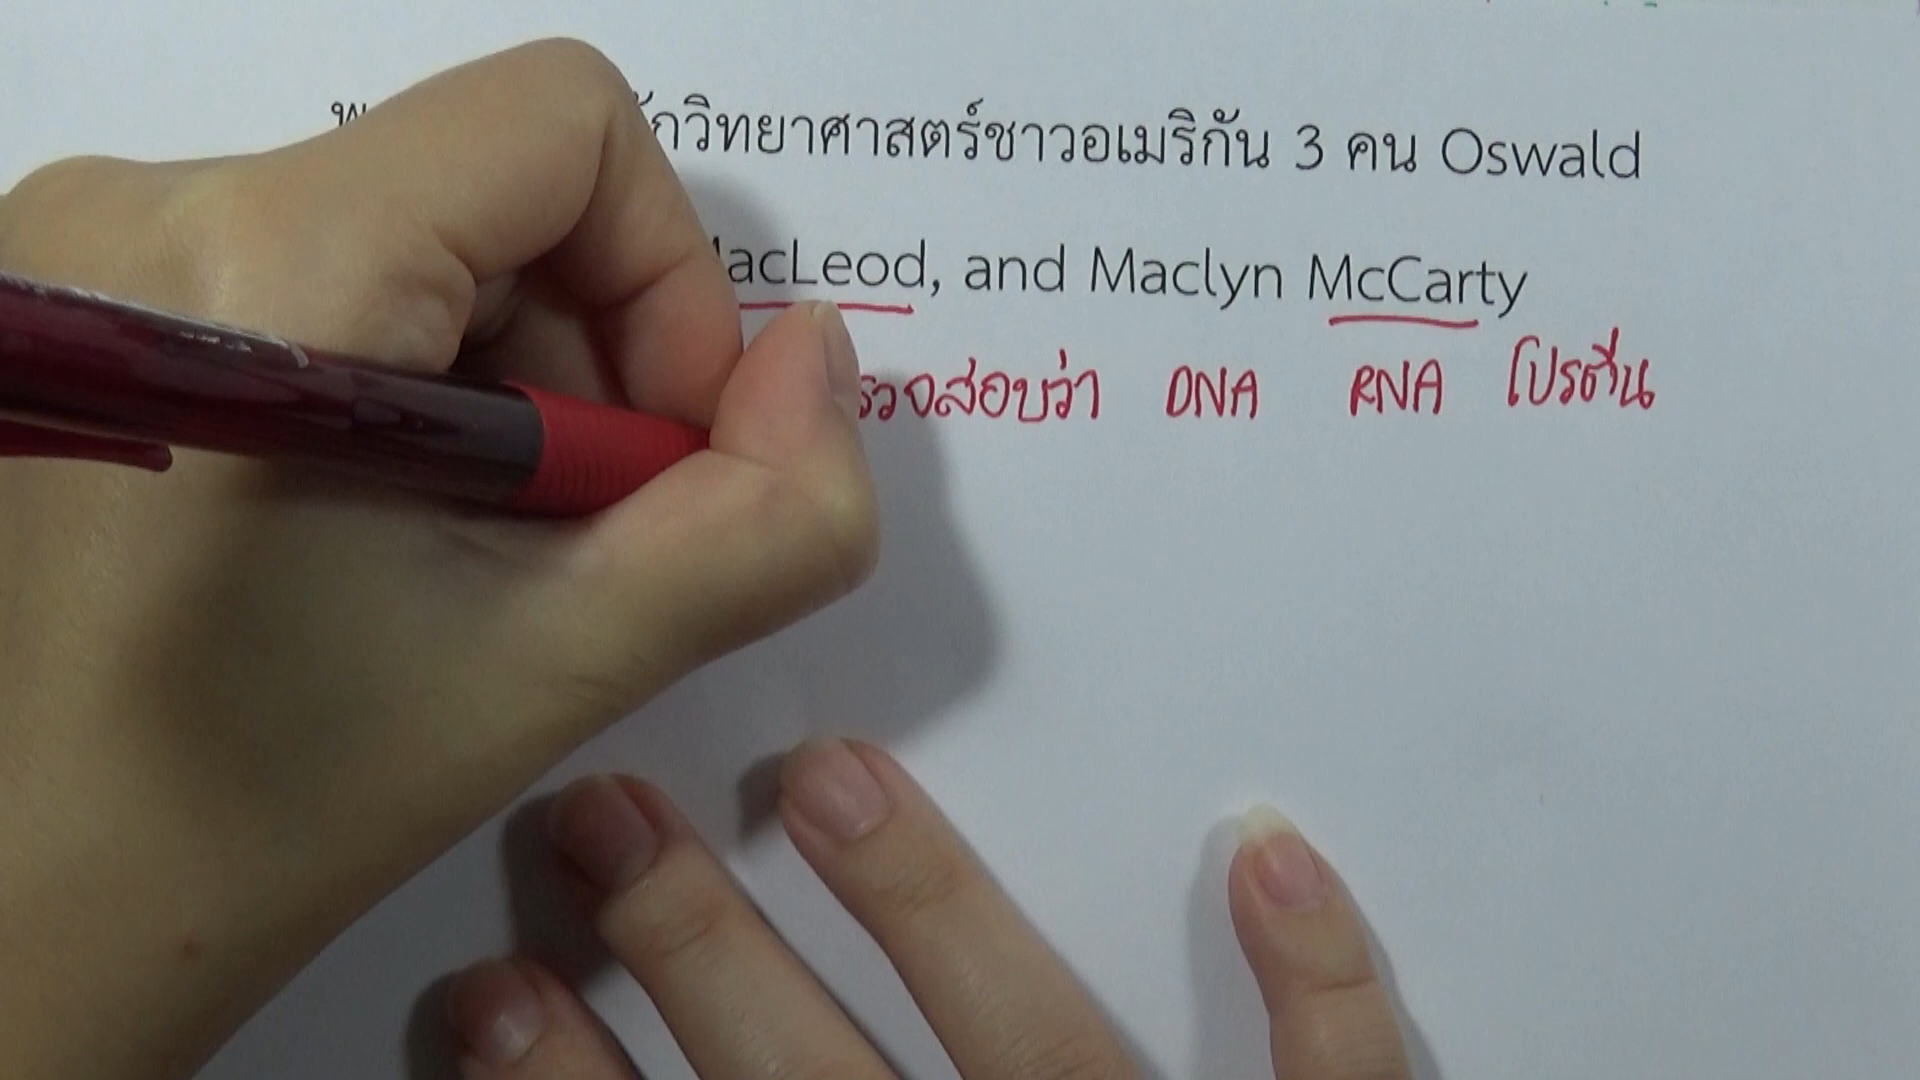 วิทยาศาสตร์ชาวอเมริกัน 3 คน Oswald
MacLeod, and Maclyn McCarty
ตรวจสอบว่า DNA RNA โปรตีน